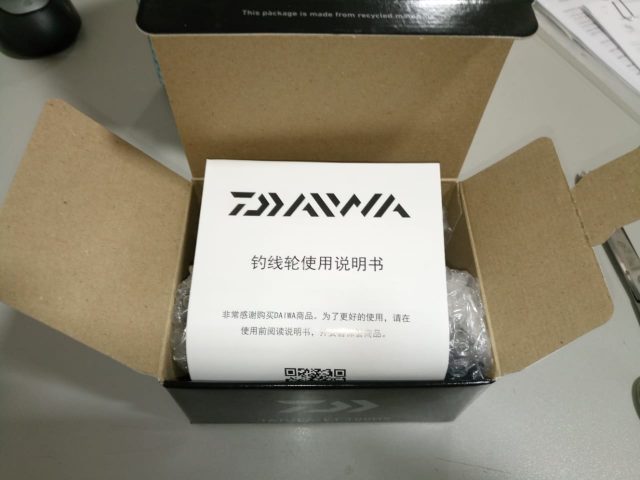 This package is made from recycled
DAIWA
钓线轮使用说明书
非常感谢购买DAIWA商品。为了更好的使用，请在
使用前阅读说明书，
商品。